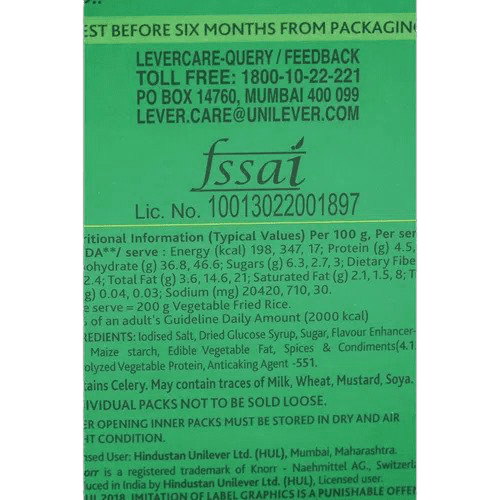 EST BEFORE SIX MONTHS FROM PACKAGING
LEVERCARE-QUERY / FEEDBACK
TOLL FREE: 1800-10-22-221
PO BOX 14760, MUMBAI 400 099
LEVER.CARE@UNILEVER.COM
fssai
Lic. No. 10013022001897
ritional Information (Typical Values) Per 100 g, Per ser
DA**/ serve : Energy (kcal) 198, 347, 17; Protein (g) 4.5,
ohydrate (g) 36.8, 46.6; Sugars (g) 6.3, 2.7, 3; Dietary Fibe
2.4; Total Fat (g) 3.6, 14.6, 21; Saturated Fat (g) 2.1, 1.5, 8; T
g) 0.04, 0.03; Sodium (mg) 20420, 710, 30.
e serve = 200 g Vegetable Fried Rice.
of an adult's Guideline Daily Amount (2000 kcal)
REDIENTS: Iodised Salt, Dried Glucose Syrup, Sugar, Flavour Enhancer-
Maize starch, Edible Vegetable Fat, Spices & Condiments(4.1
olyzed Vegetable Protein, Anticaking Agent -551.
tains Celery. May contain traces of Milk, Wheat, Mustard, Soya.
IVIDUAL PACKS NOT TO BE SOLD LOOSE.
ER OPENING INNER PACKS MUST BE STORED IN DRY AND AIR
HT CONDITION.
nsed User: Hindustan Unilever Ltd. (HUL), Mumbai, Maharashtra.
orr is a registered trademark of Knorr - Naehmittel AG., Switzerla
uced in India by Hindustan Unilever Ltd. (HUL), Licensed user.
HUL 2018. IMITATION OF LABEL GRAPHICS IS A PUNISHABLE OFFEN